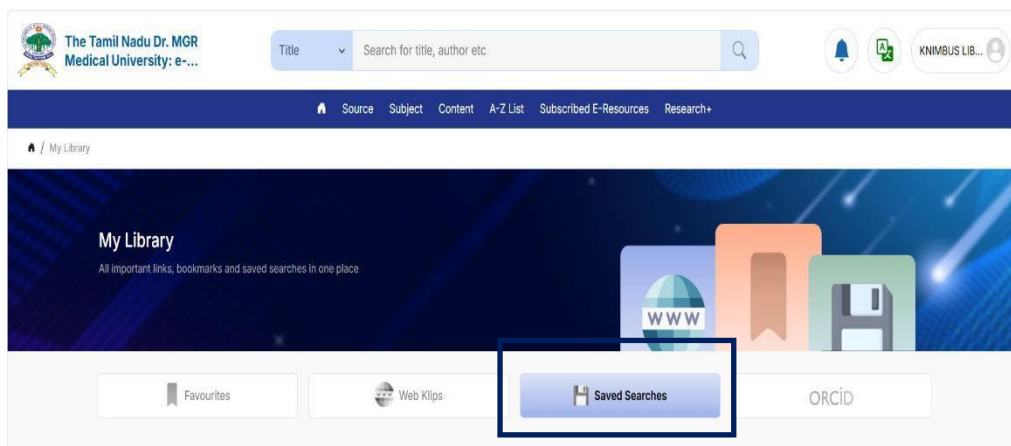 The Tamil Nadu Dr. MGR
Medical University: e-...
Title
Search for title, author etc
KNIMBUS LIB...
Source Subject Content A-Z List Subscribed E-Resources Research+
/ My Library
My Library
All important links, bookmarks and saved searches in one place
WWW
Favourites
www Web Klips
Saved Searches
ORCID